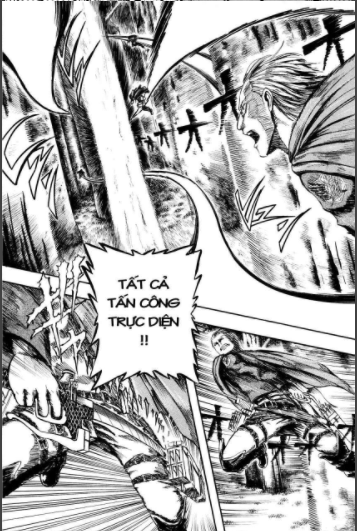 TẤT CẢ
TẤN CÔNG
TRỰC DIỆN
!!